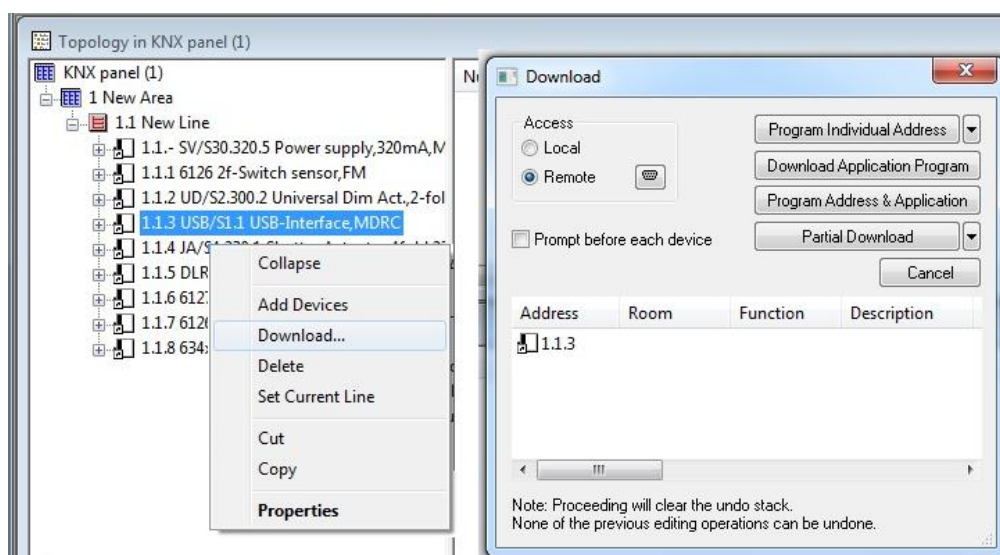 Topology in KNX panel (1)
KNX panel (1)
1 New Area
1.1 New Line
1.1.- SV/S30.320.5 Power supply,320mA,M
1.1.1 6126 2f-Switch sensor,FM
1.1.2 UD/S2.300.2 Universal Dim Act.,2-fol
1.1.3 USB/S1.1 USB-Interface,MDRC
1.1.4 JA/S
1.1.5 DLR
1.1.6 612
1.1.7 6126
1.1.8 634
Collapse
Add Devices
Download...
Delete
Set Current Line
Cut
Copy
Properties
Download
Access
Local
Remote
Prompt before each device
Program Individual Address
Download Application Program
Program Address & Application
Partial Download
Cancel
Address Room Function Description
1.1.3
Note: Proceeding will clear the undo stack.
None of the previous editing operations can be undone.